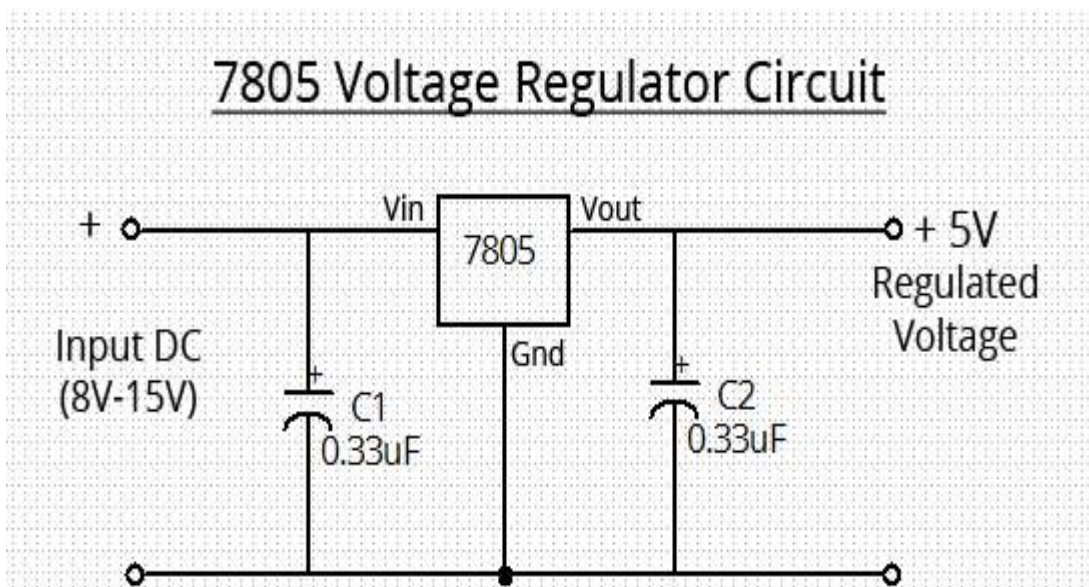 7805 Voltage Regulator Circuit
+
Vin
7805
Vout
+ 5V
Regulated
Voltage
Gnd
Input DC
(8V-15V)
+
C1
0.33uF
+
C2
0.33uF